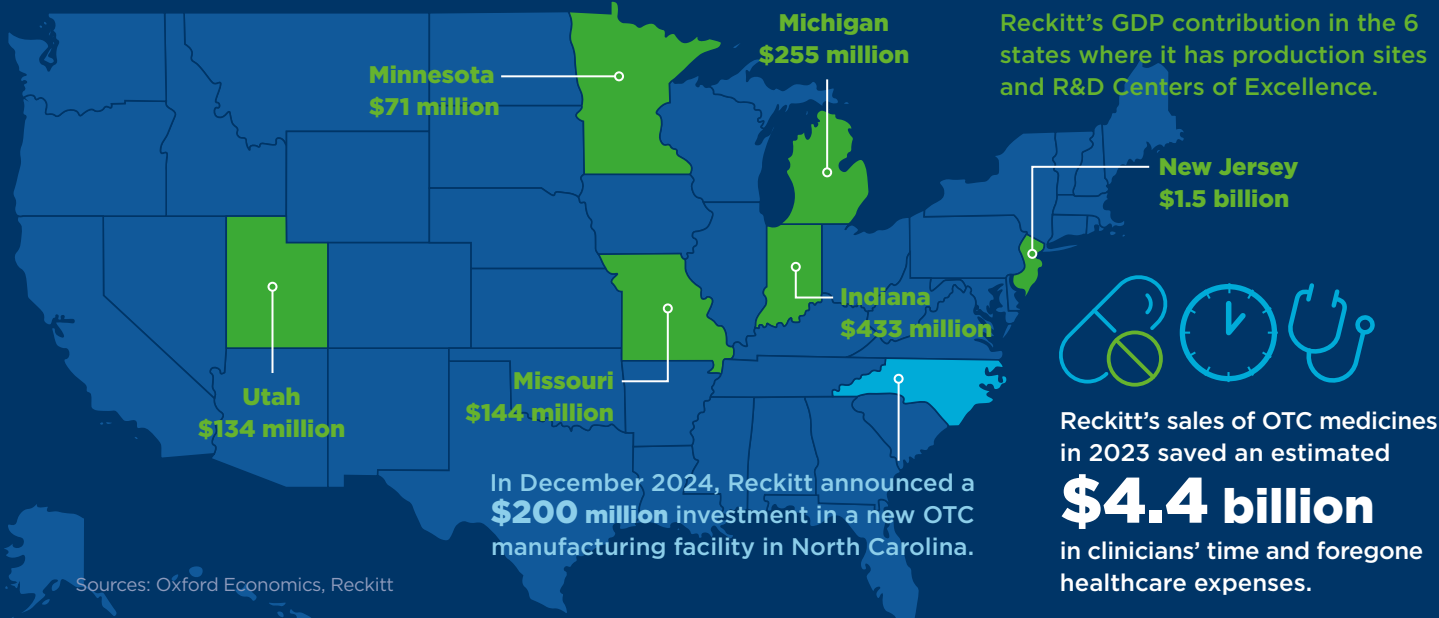 Michigan
$255 million
Reckitt’s GDP contribution in the 6
states where it has production sites
and R&D Centers of Excellence.
Minnesota
$71 million
New Jersey
$1.5 billion
Indiana
$433 million
Missouri
$144 million
Utah
$134 million
In December 2024, Reckitt announced a
$200 million investment in a new OTC
manufacturing facility in North Carolina.
Reckitt’s sales of OTC medicines
in 2023 saved an estimated
$4.4 billion
in clinicians’ time and foregone
healthcare expenses.
Sources: Oxford Economics, Reckitt